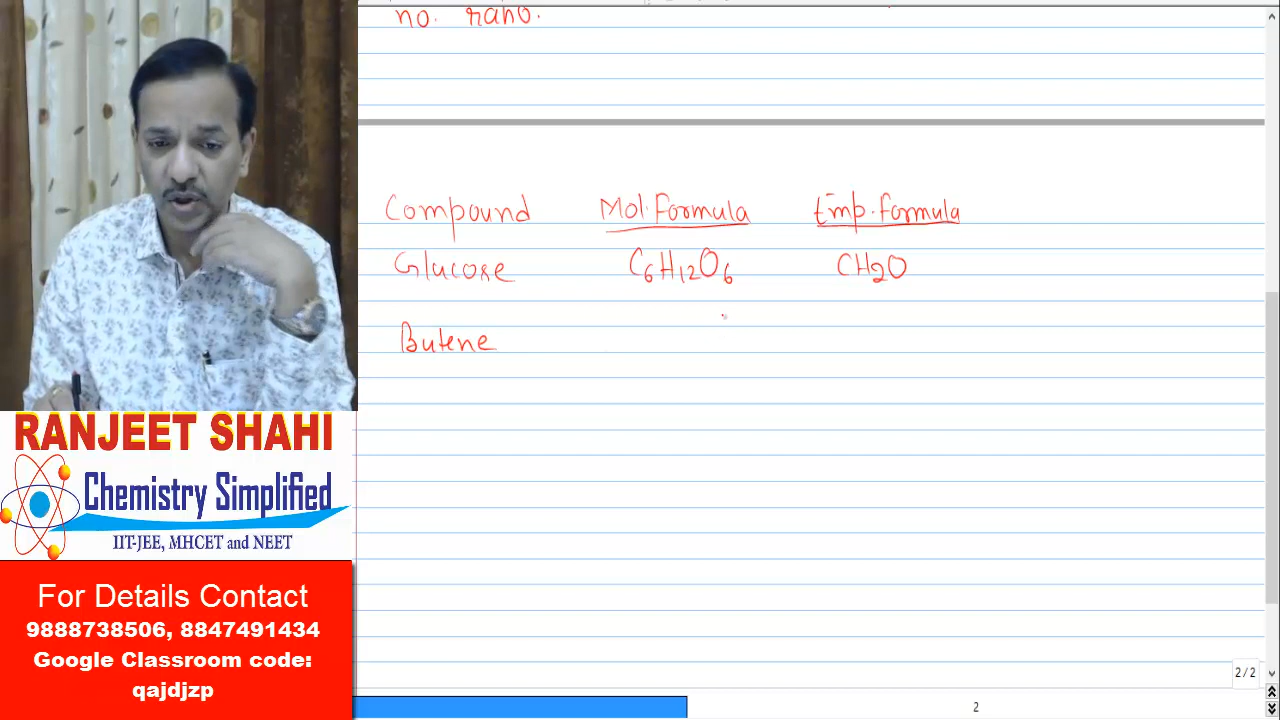 no. ratio.
Compound Mol. Formula Emp. formula
Glucose C6H12O6 CH2O
Butene
RANJEET SHAHI
Chemistry Simplified
IIT-JEE, MHCET and NEET
For Details Contact
9888738506, 8847491434
Google Classroom code:
qajdjzp
2/2
2